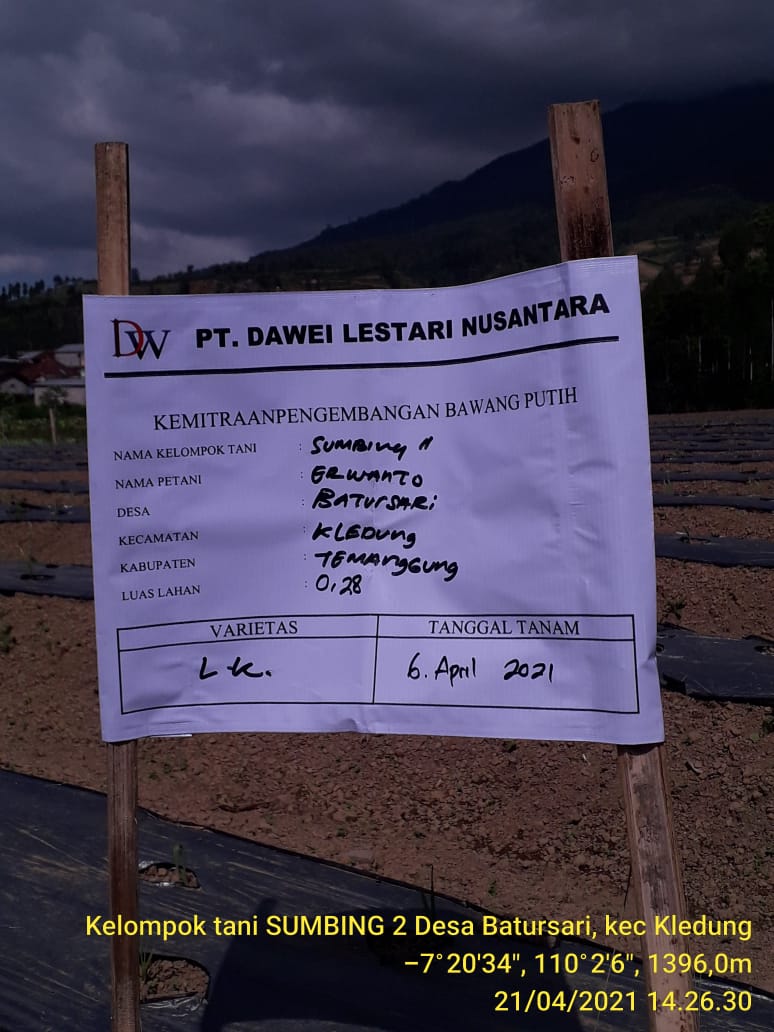 DW PT. DAWEI LESTARI NUSANTARA
KEMITRAANPENGEMBANGAN BAWANG PUTIH
NAMA KELOMPOK TANI : SUMBING II
NAMA PETANI : ERWANTO
DESA : BATURSARI
KECAMATAN : KLEDUNG
KABUPATEN : TEMANGGUNG
LUAS LAHAN : 0,28
VARIETAS TANGGAL TANAM
L K. 6. April 2021
Kelompok tani SUMBING 2 Desa Batursari, kec Kledung
–7°20'34", 110°2'6", 1396,0m
21/04/2021 14.26.30